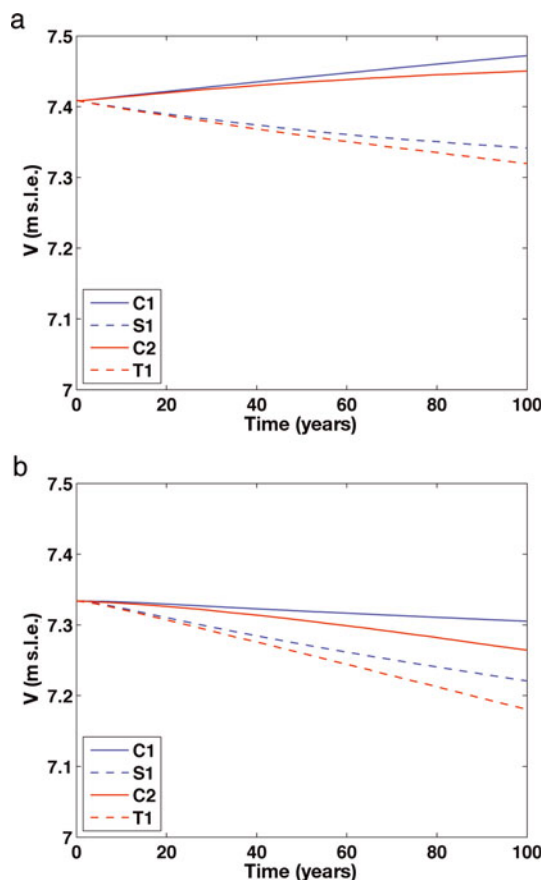 a
7.5
7.4
7.3
7.2
7.1
7
V (m s.l.e.)
C1
S1
C2
T1
0 20 40 60 80 100
Time (years)
b
7.5
7.4
7.3
7.2
7.1
7
V (m s.l.e.)
C1
S1
C2
T1
0 20 40 60 80 100
Time (years)